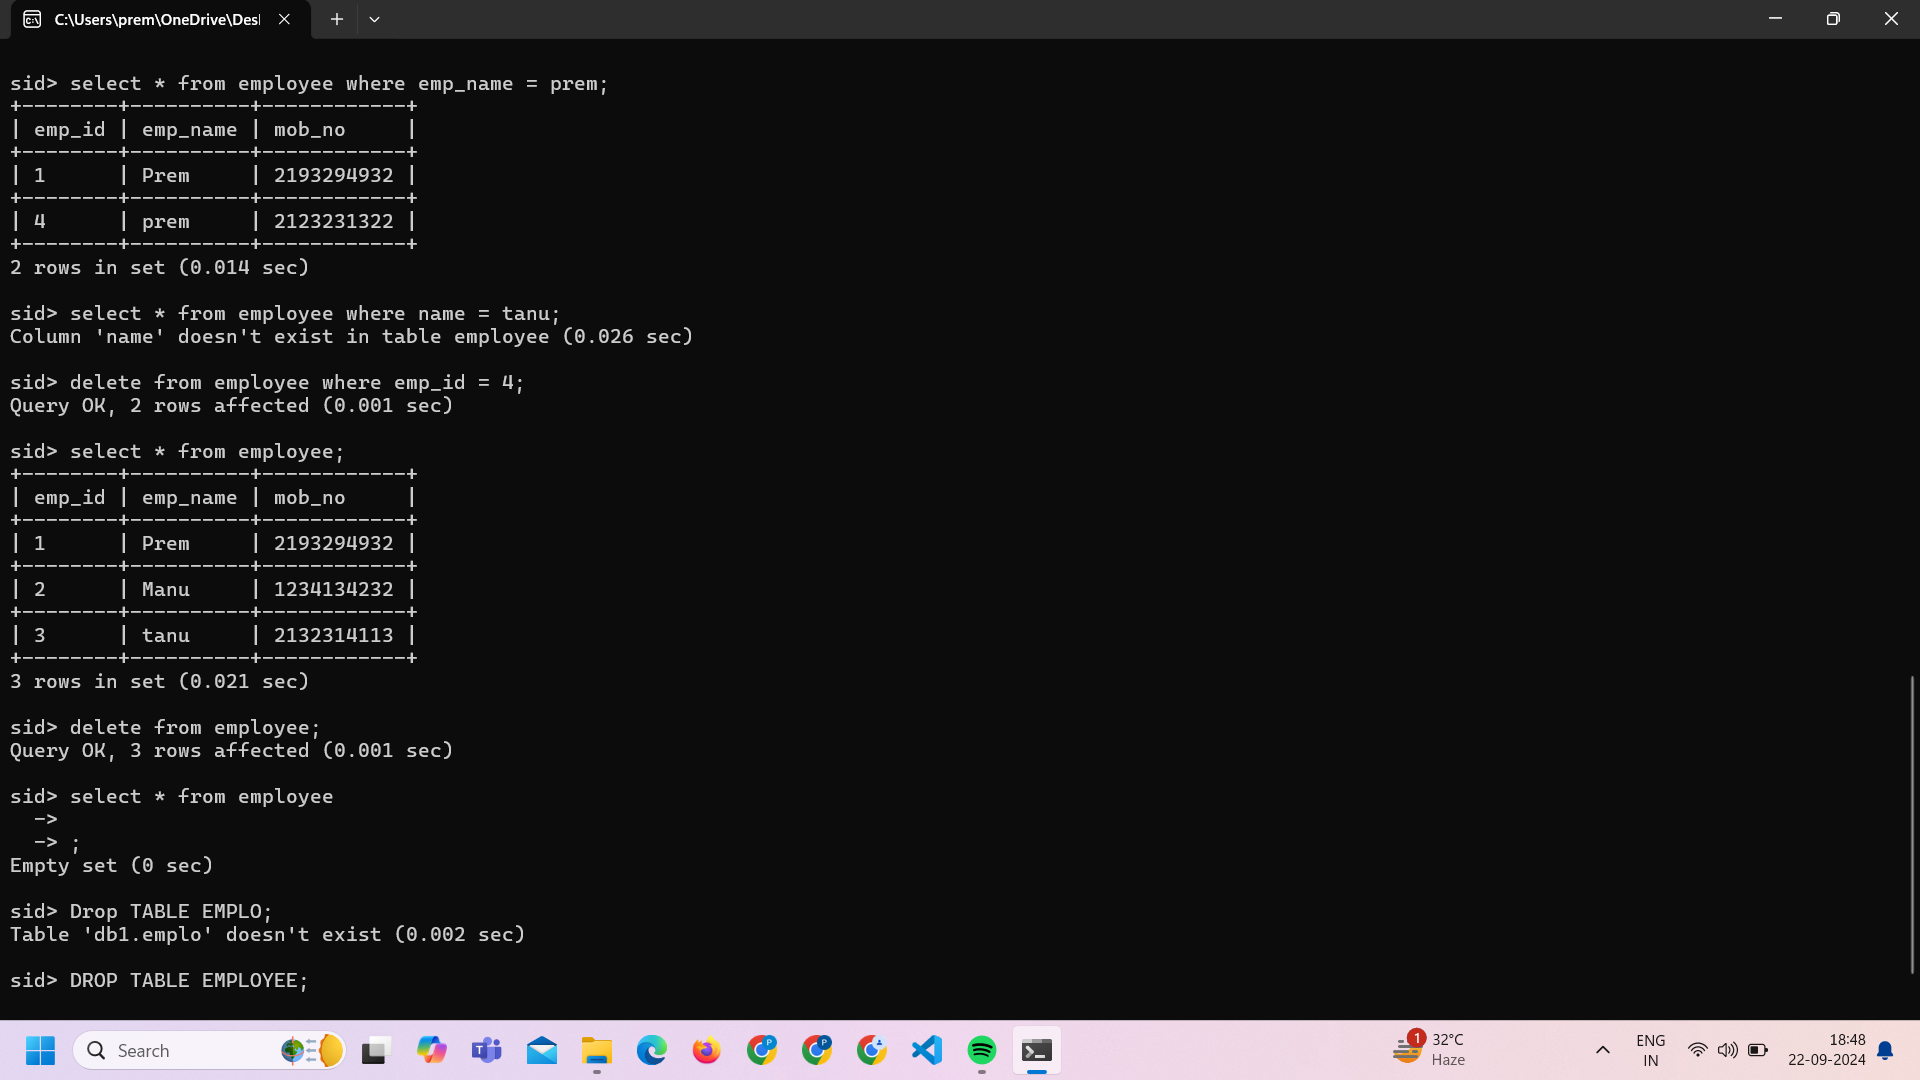 C:\Users\prem\OneDrive\Des
sid> select * from employee where emp_name = prem;
+--------+----------+------------+
| emp_id | emp_name | mob_no     |
+--------+----------+------------+
| 1      | Prem     | 2193294932 |
+--------+----------+------------+
| 4      | prem     | 2123231322 |
+--------+----------+------------+
2 rows in set (0.014 sec)
sid> select * from employee where name = tanu;
Column 'name' doesn't exist in table employee (0.026 sec)
sid> delete from employee where emp_id = 4;
Query OK, 2 rows affected (0.001 sec)
sid> select * from employee;
+--------+----------+------------+
| emp_id | emp_name | mob_no     |
+--------+----------+------------+
| 1      | Prem     | 2193294932 |
+--------+----------+------------+
| 2      | Manu     | 1234134232 |
+--------+----------+------------+
| 3      | tanu     | 2132314113 |
+--------+----------+------------+
3 rows in set (0.021 sec)
sid> delete from employee;
Query OK, 3 rows affected (0.001 sec)
sid> select * from employee
  ->
  -> ;
Empty set (0 sec)
sid> Drop TABLE EMPLO;
Table 'db1.emplo' doesn't exist (0.002 sec)
sid> DROP TABLE EMPLOYEE;
Search
1
32°C
Haze
ENG
IN
18:48
22-09-2024